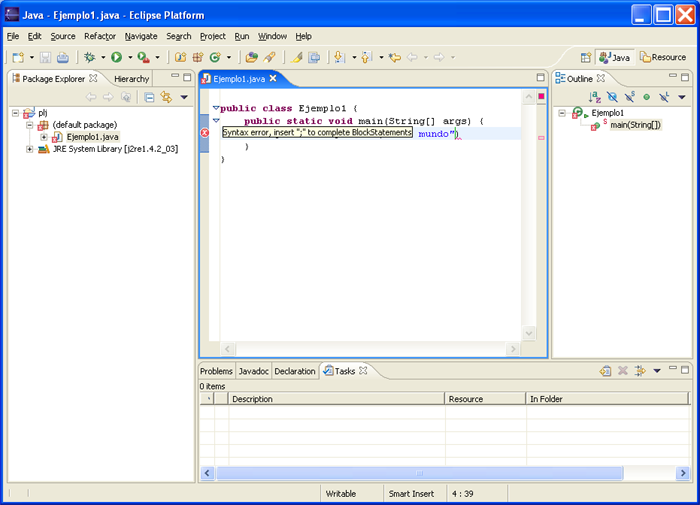 Java - Ejemplo1.java - Eclipse Platform
File Edit Source Refactor Navigate Search Project Run Window Help
Java Resource
Package Explorer Hierarchy
plj
(default package)
Ejemplo1.java
JRE System Library [j2re1.4.2_03]
Ejemplo1.java
public class Ejemplo1 {
public static void main(String[] args) {
Syntax error, insert ";" to complete BlockStatements mundo")
}
}
Outline
Ejemplo1
main(String[])
Problems Javadoc Declaration Tasks
0 items
Description Resource In Folder
Writable Smart Insert 4 : 39